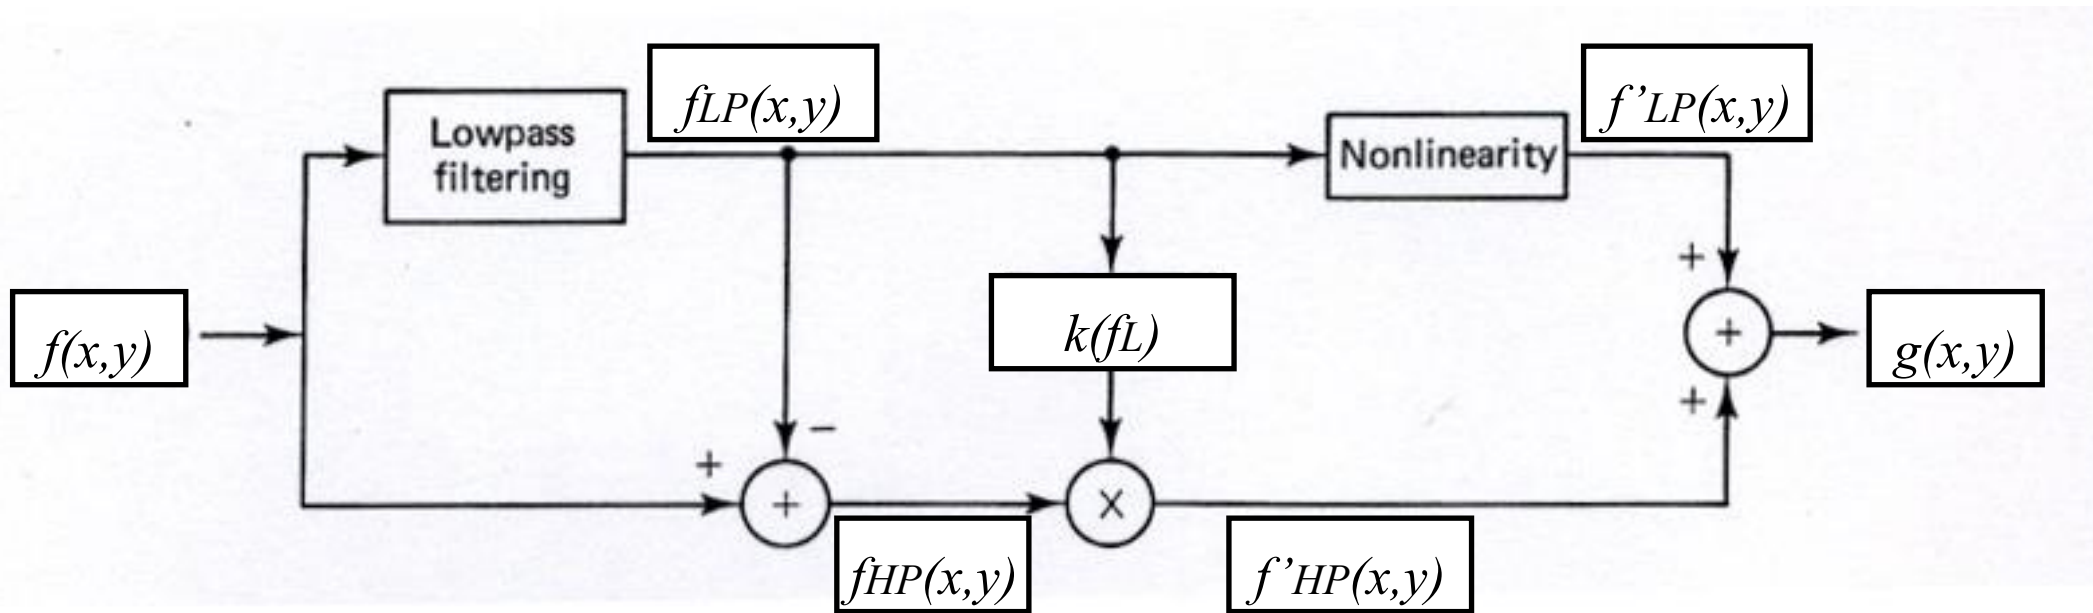 fLP(x,y)
f’LP(x,y)
Lowpass
filtering
Nonlinearity
+
k(fL)
f(x,y)
+
g(x,y)
−
+
+
+
X
fHP(x,y)
f’HP(x,y)